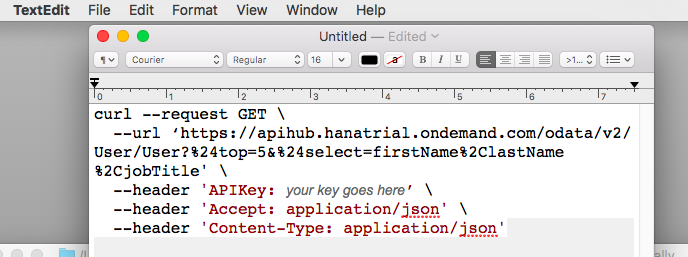 TextEdit File Edit Format Window Help
Untitled — Edited
¶ Courier Regular 16 a B I U >1...
0 1 2 3 4 5 6 7
curl --request GET \
--url ‘https://apihub.hanatrial.ondemand.com/odata/v2/
User/User?%24top=5&%24select=firstName%2ClastName
%2CjobTitle' \
--header 'APIKey: your key goes here’ \
--header 'Accept: application/json' \
--header 'Content-Type: application/json'